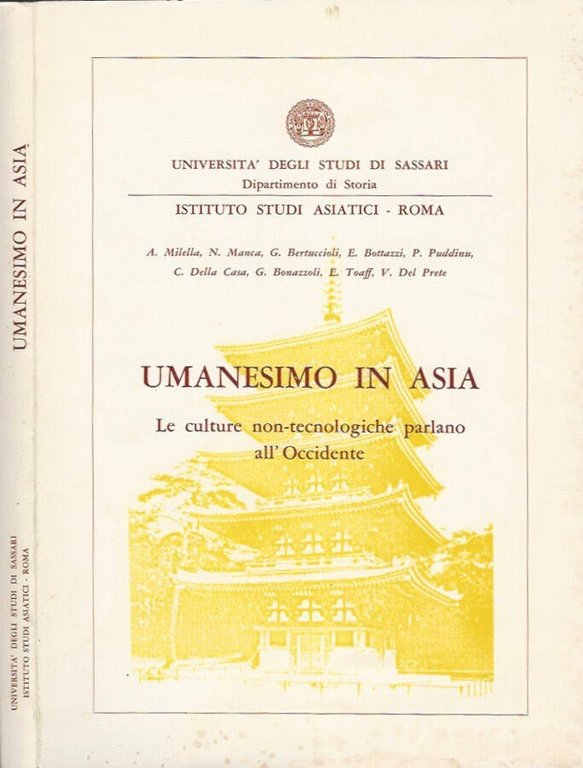 UMANESIMO IN ASIA
UNIVERSITA' DEGLI STUDI DI SASSARI
ISTITUTO STUDI ASIATICI - ROMA
UNIVERSITA' DEGLI STUDI DI SASSARI
Dipartimento di Storia
ISTITUTO STUDI ASIATICI - ROMA
A. Milella, N. Manca, G. Bertuccioli, E. Bottazzi, P. Puddinu,
C. Della Casa, G. Bonazzoli, E. Toaff, V. Del Prete
UMANESIMO IN ASIA
Le culture non-tecnologiche parlano
all'Occidente